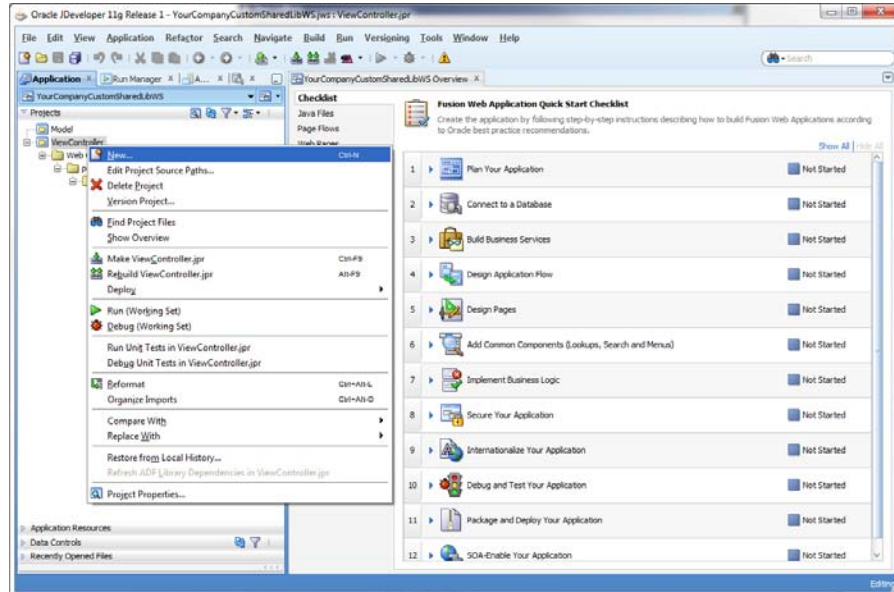 Oracle JDeveloper 11g Release 1 - YourCompanyCustomSharedLibWS.jws : ViewController.jpr
File Edit View Application Refactor Search Navigate Build Run Versioning Tools Window Help
Search
Application
Run Manager
A...
YourCompanyCustomSharedLibWS Overview
YourCompanyCustomSharedLibWS
Projects
Model
ViewController
Web
New... Ctrl-N
Edit Project Source Paths...
Delete Project
Version Project...
Find Project Files
Show Overview
Make ViewController.jpr Ctrl-F9
Rebuild ViewController.jpr Alt-F9
Deploy
Run (Working Set)
Debug (Working Set)
Run Unit Tests in ViewController.jpr
Debug Unit Tests in ViewController.jpr
Reformat Ctrl+Alt-L
Organize Imports Ctrl+Alt-O
Compare With
Replace With
Restore from Local History...
Refresh ADF Library Dependencies in ViewController.jpr
Project Properties...
Application Resources
Data Controls
Recently Opened Files
Checklist
Java Files
Page Flows
Web Pages
Fusion Web Application Quick Start Checklist
Create the application by following step-by-step instructions describing how to build Fusion Web Applications according
to Oracle best practice recommendations.
Show All | Hide All
1 Plan Your Application Not Started
2 Connect to a Database Not Started
3 Build Business Services Not Started
4 Design Application Flow Not Started
5 Design Pages Not Started
6 Add Common Components (Lookups, Search and Menus) Not Started
7 Implement Business Logic Not Started
8 Secure Your Application Not Started
9 Internationalize Your Application Not Started
10 Debug and Test Your Application Not Started
11 Package and Deploy Your Application Not Started
12 SOA-Enable Your Application Not Started
Editing